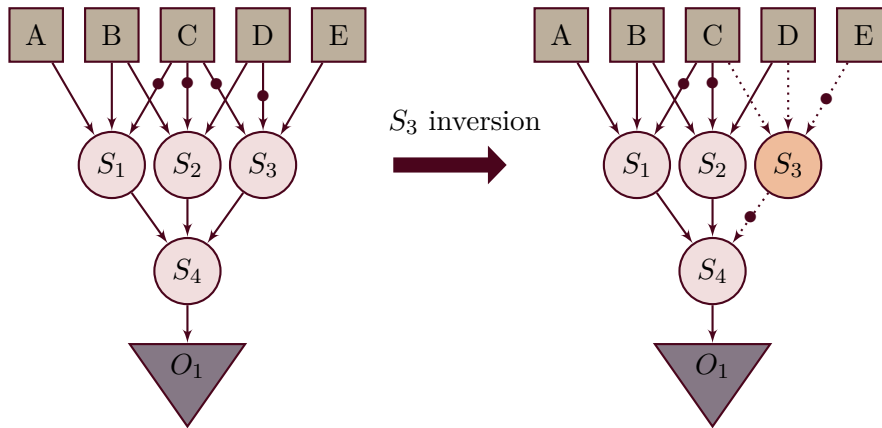 A B C D E
S₁ S₂ S₃
S₄
O₁
S₃ inversion
A B C D E
S₁ S₂ S₃
S₄
O₁